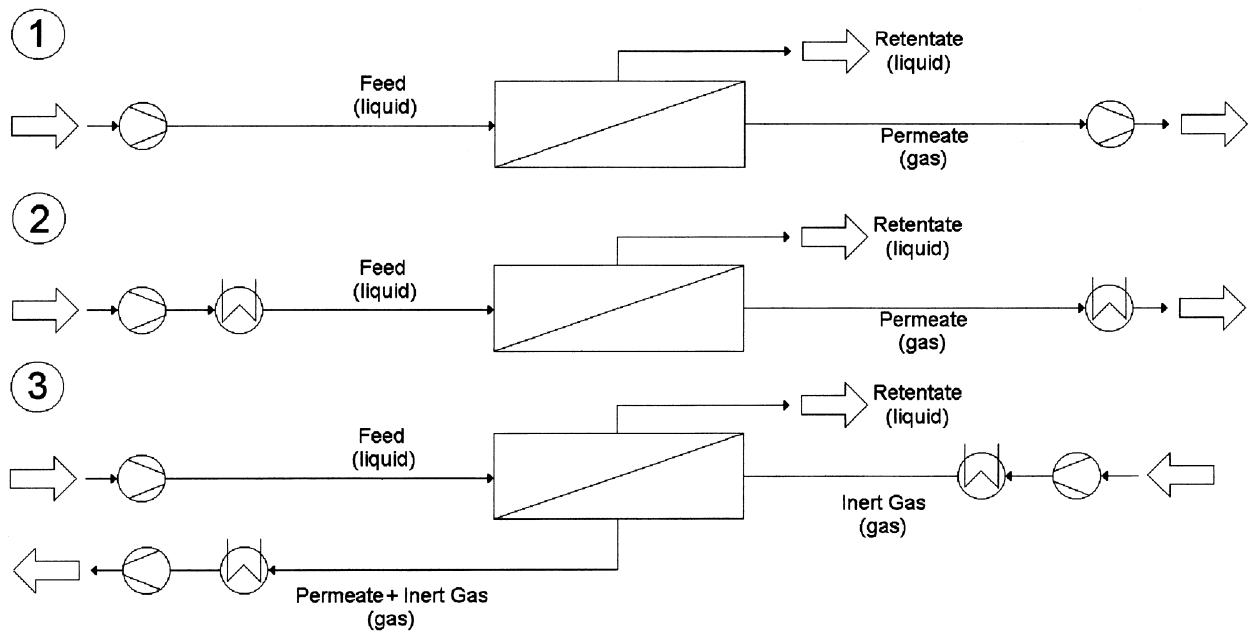 1
Retentate
(liquid)
Feed
(liquid)
Permeate
(gas)
2
Retentate
(liquid)
Feed
(liquid)
Permeate
(gas)
3
Retentate
(liquid)
Feed
(liquid)
Inert Gas
(gas)
Permeate + Inert Gas
(gas)